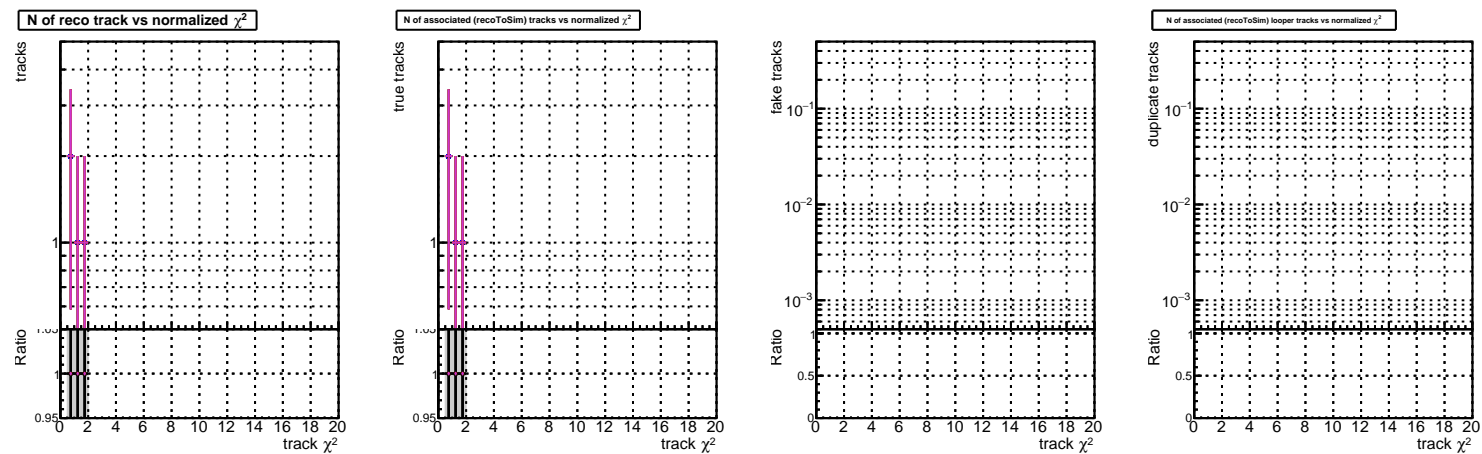 N of reco track vs normalized χ²
tracks
1
Ratio
1.05
1
0.95
0 2 4 6 8 10 12 14 16 18 20
track χ²
N of associated (recoToSim) tracks vs normalized χ²
true tracks
1
Ratio
1.05
1
0.95
0 2 4 6 8 10 12 14 16 18 20
track χ²
fake tracks
10⁻¹
10⁻²
10⁻³
Ratio
1
0.5
0
0 2 4 6 8 10 12 14 16 18 20
track χ²
N of associated (recoToSim) looper tracks vs normalized χ²
duplicate tracks
10⁻¹
10⁻²
10⁻³
Ratio
1
0.5
0
0 2 4 6 8 10 12 14 16 18 20
track χ²